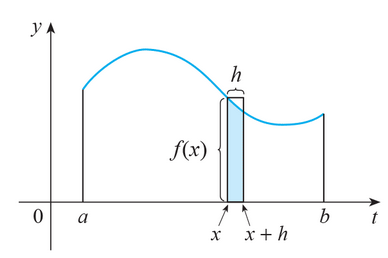 y
h
f(x)
0 a b t
x x + h